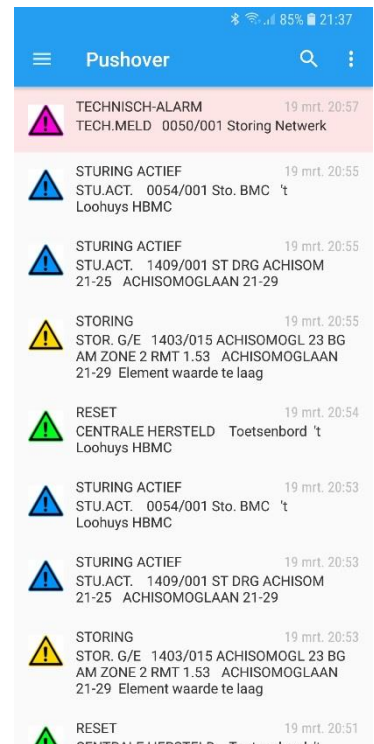 85% 21:37
Pushover
TECHNISCH-ALARM 19 mrt. 20:57
TECH.MELD 0050/001 Storing Netwerk
STURING ACTIEF 19 mrt. 20:55
STU.ACT. 0054/001 Sto. BMC 't
Loohuys HBMC
STURING ACTIEF 19 mrt. 20:55
STU.ACT. 1409/001 ST DRG ACHISOM
21-25 ACHISOMOGLAAN 21-29
STORING 19 mrt. 20:55
STOR. G/E 1403/015 ACHISOMOGL 23 BG
AM ZONE 2 RMT 1.53 ACHISOMOGLAAN
21-29 Element waarde te laag
RESET 19 mrt. 20:54
CENTRALE HERSTELD Toetsenbord 't
Loohuys HBMC
STURING ACTIEF 19 mrt. 20:53
STU.ACT. 0054/001 Sto. BMC 't
Loohuys HBMC
STURING ACTIEF 19 mrt. 20:53
STU.ACT. 1409/001 ST DRG ACHISOM
21-25 ACHISOMOGLAAN 21-29
STORING 19 mrt. 20:53
STOR. G/E 1403/015 ACHISOMOGL 23 BG
AM ZONE 2 RMT 1.53 ACHISOMOGLAAN
21-29 Element waarde te laag
RESET 19 mrt. 20:51